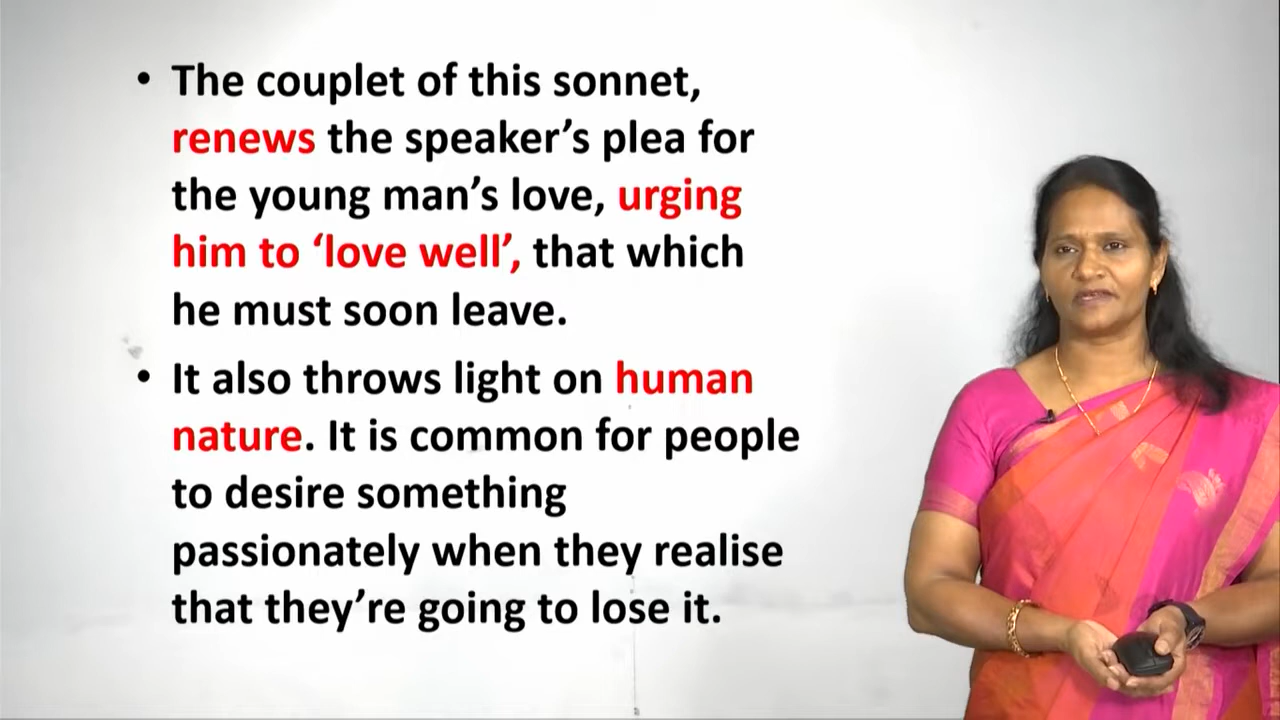 • The couplet of this sonnet,
renews the speaker’s plea for
the young man’s love, urging
him to ‘love well’, that which
he must soon leave.
• It also throws light on human
nature. It is common for people
to desire something
passionately when they realise
that they’re going to lose it.